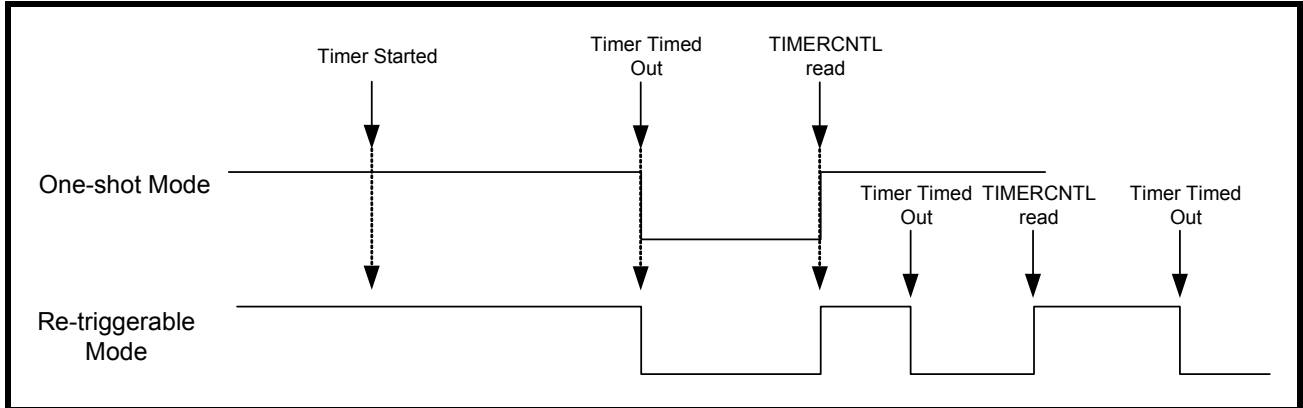 Timer Started
Timer Timed
Out
TIMERCNTL
read
One-shot Mode
Timer Timed
Out
TIMERCNTL
read
Timer Timed
Out
Re-triggerable
Mode